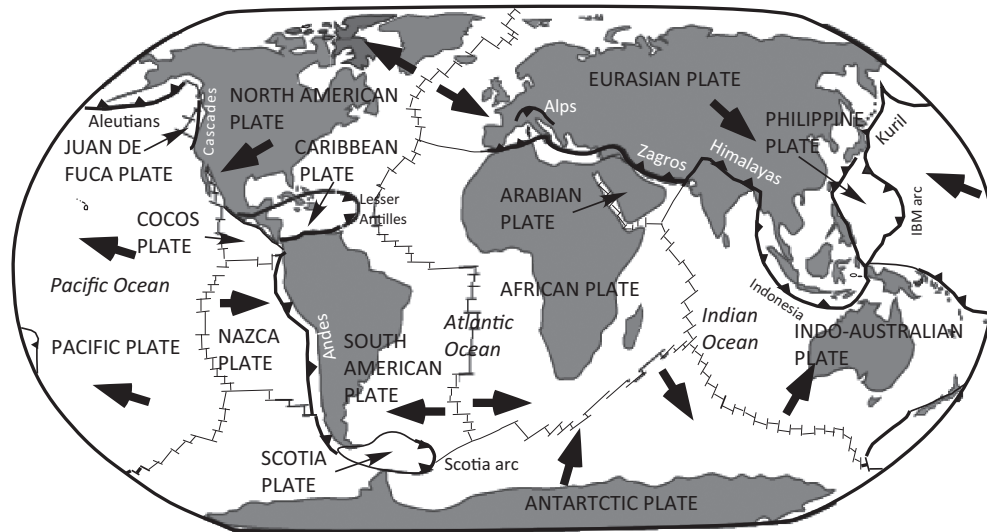 EURASIAN PLATE
NORTH AMERICAN
PLATE
Aleutians
Cascades
JUAN DE
FUCA PLATE
CARIBBEAN
PLATE
Alps
Zagros
Himalayas
PHILIPPINE
PLATE
Kuril
IBM arc
Lesser
Antilles
ARABIAN
PLATE
COCOS
PLATE
Pacific Ocean
PACIFIC PLATE
NAZCA
PLATE
Andes
SOUTH
AMERICAN
PLATE
Atlantic
Ocean
AFRICAN PLATE
Indian
Ocean
Indonesia
INDO-AUSTRALIAN
PLATE
SCOTIA
PLATE
Scotia arc
ANTARTCTIC PLATE